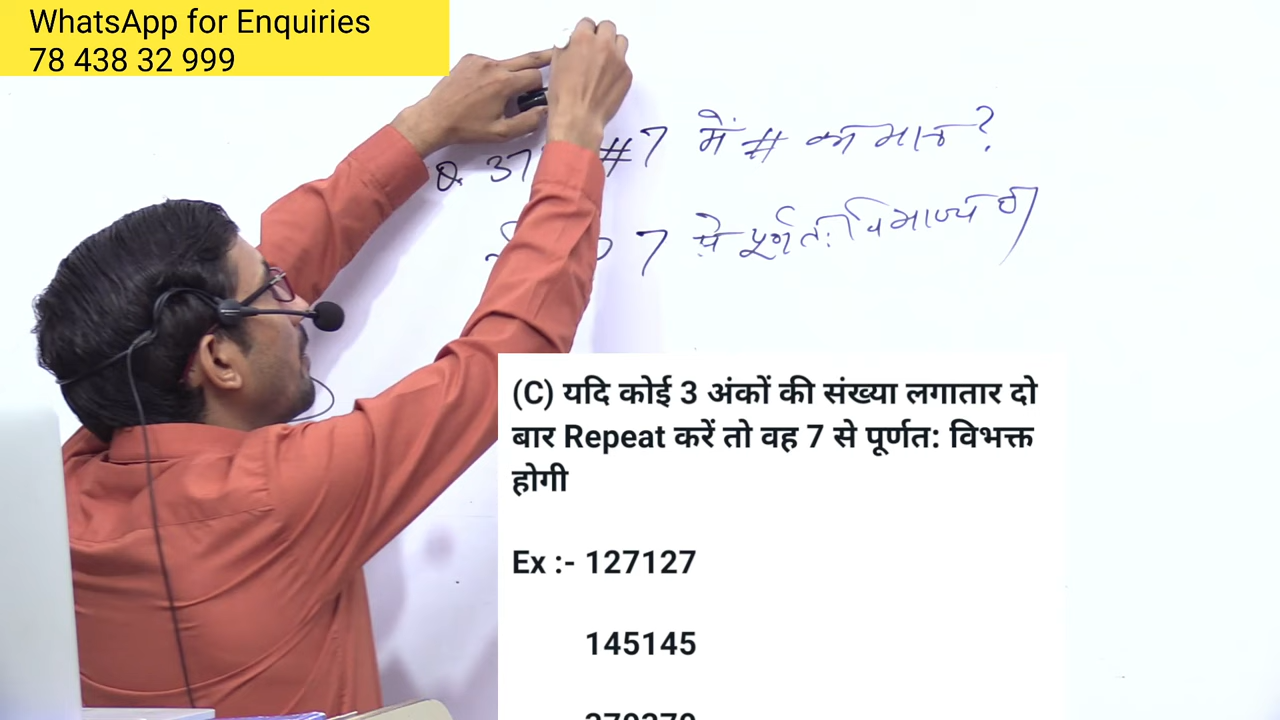 WhatsApp for Enquiries
78 438 32 999
Q. 37 #7 में # का मान?
7 से पूर्णत: विभाज्य हो
(C) यदि कोई 3 अंकों की संख्या लगातार दो
बार Repeat करें तो वह 7 से पूर्णत: विभक्त
होगी
Ex :- 127127
145145